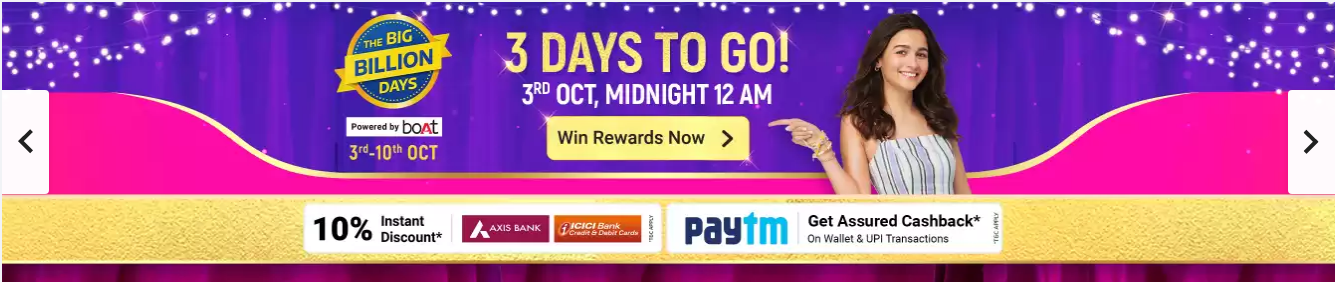 THE BIG
BILLION
DAYS
Powered by boAt
3rd-10th OCT
3 DAYS TO GO!
3RD OCT, MIDNIGHT 12 AM
Win Rewards Now
10% Instant
Discount*
AXIS BANK
ICICI Bank
Credit & Debit Cards
*T&C APPLY
paytm
Get Assured Cashback*
On Wallet & UPI Transactions
*T&C APPLY